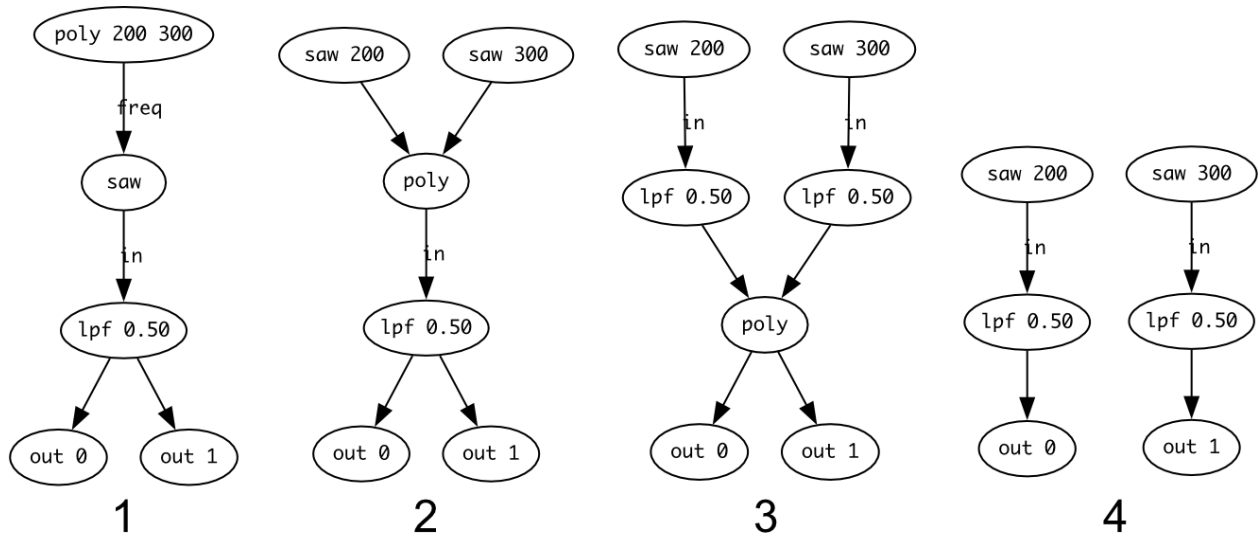 poly 200 300
freq
saw
in
lpf 0.50
out 0
out 1
1
saw 200
saw 300
poly
in
lpf 0.50
out 0
out 1
2
saw 200
saw 300
in
in
lpf 0.50
lpf 0.50
poly
out 0
out 1
3
saw 200
saw 300
in
in
lpf 0.50
lpf 0.50
out 0
out 1
4